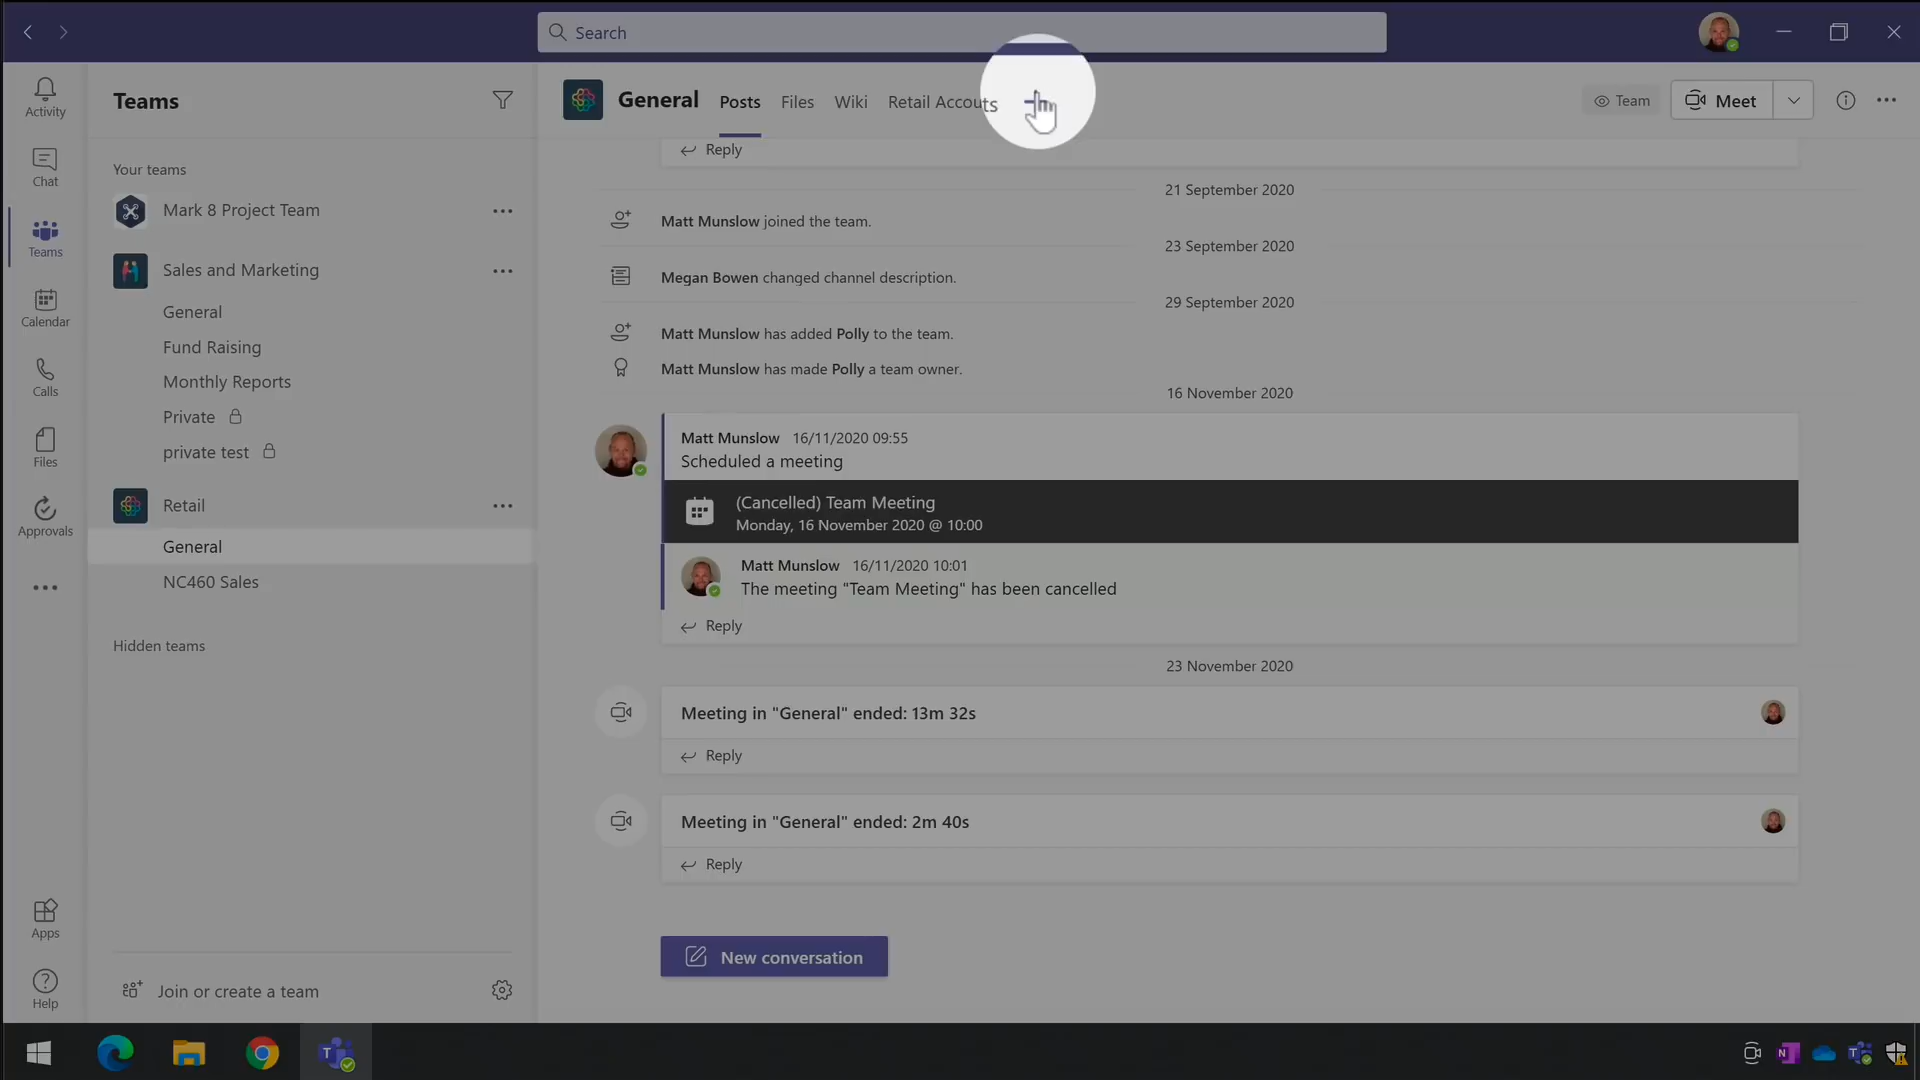 Search
Activity
Chat
Teams
Calendar
Calls
Files
Approvals
Apps
Help
Teams
Your teams
Mark 8 Project Team
Sales and Marketing
General
Fund Raising
Monthly Reports
Private
private test
Retail
General
NC460 Sales
Hidden teams
Join or create a team
General Posts Files Wiki Retail Accouts
Team
Meet
Reply
21 September 2020
Matt Munslow joined the team.
23 September 2020
Megan Bowen changed channel description.
29 September 2020
Matt Munslow has added Polly to the team.
Matt Munslow has made Polly a team owner.
16 November 2020
Matt Munslow 16/11/2020 09:55
Scheduled a meeting
(Cancelled) Team Meeting
Monday, 16 November 2020 @ 10:00
Matt Munslow 16/11/2020 10:01
The meeting "Team Meeting" has been cancelled
Reply
23 November 2020
Meeting in "General" ended: 13m 32s
Reply
Meeting in "General" ended: 2m 40s
Reply
New conversation